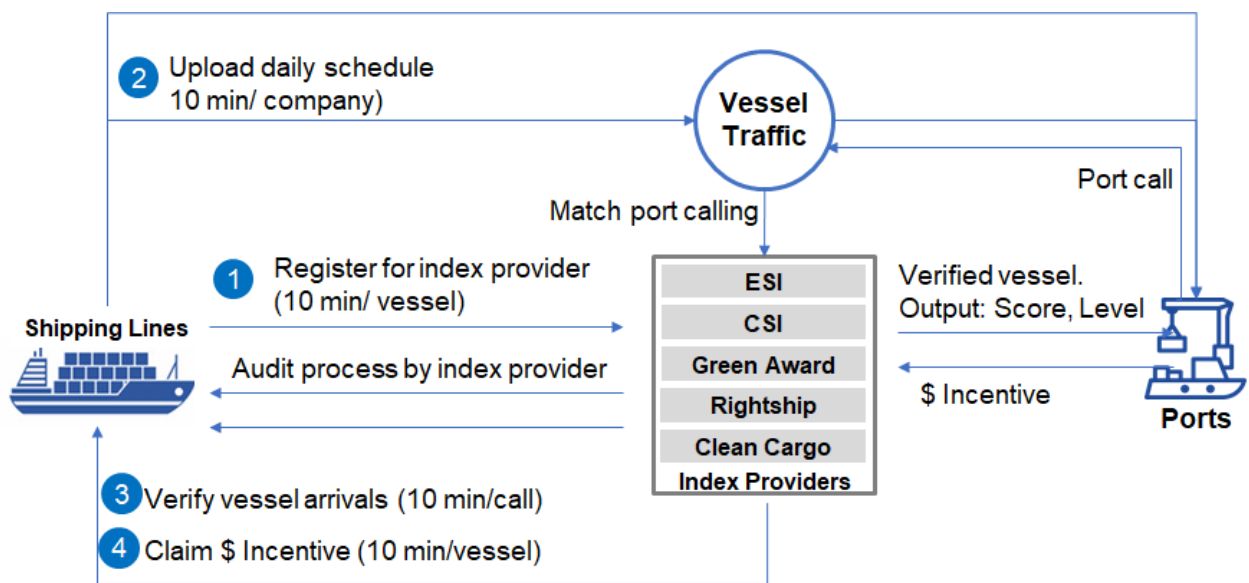 2
Upload daily schedule
10 min/ company)
Vessel
Traffic
Port call
Match port calling
1
Register for index provider
(10 min/ vessel)
ESI
CSI
Green Award
Rightship
Clean Cargo
Index Providers
Verified vessel.
Output: Score, Level
Shipping Lines
Audit process by index provider
$ Incentive
Ports
3
Verify vessel arrivals (10 min/call)
4
Claim $ Incentive (10 min/vessel)